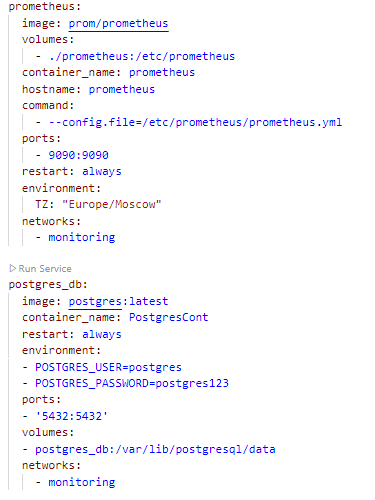 prometheus:
  image: prom/prometheus
  volumes:
    - ./prometheus:/etc/prometheus
  container_name: prometheus
  hostname: prometheus
  command:
    - --config.file=/etc/prometheus/prometheus.yml
  ports:
    - 9090:9090
  restart: always
  environment:
    TZ: "Europe/Moscow"
  networks:
    - monitoring
Run Service
postgres_db:
  image: postgres:latest
  container_name: PostgresCont
  restart: always
  environment:
  - POSTGRES_USER=postgres
  - POSTGRES_PASSWORD=postgres123
  ports:
  - '5432:5432'
  volumes:
  - postgres_db:/var/lib/postgresql/data
  networks:
    - monitoring